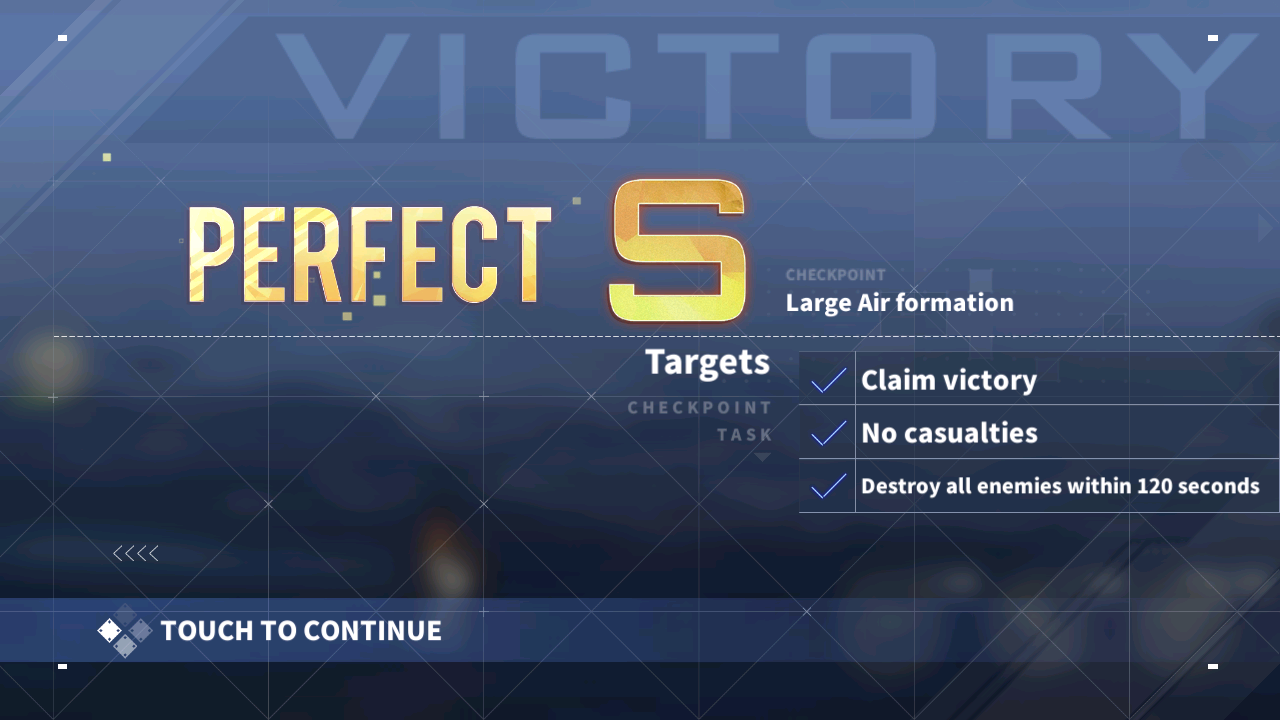 VICTORY
PERFECT S
CHECKPOINT
Large Air formation
Targets
CHECKPOINT
TASK
Claim victory
No casualties
Destroy all enemies within 120 seconds
TOUCH TO CONTINUE